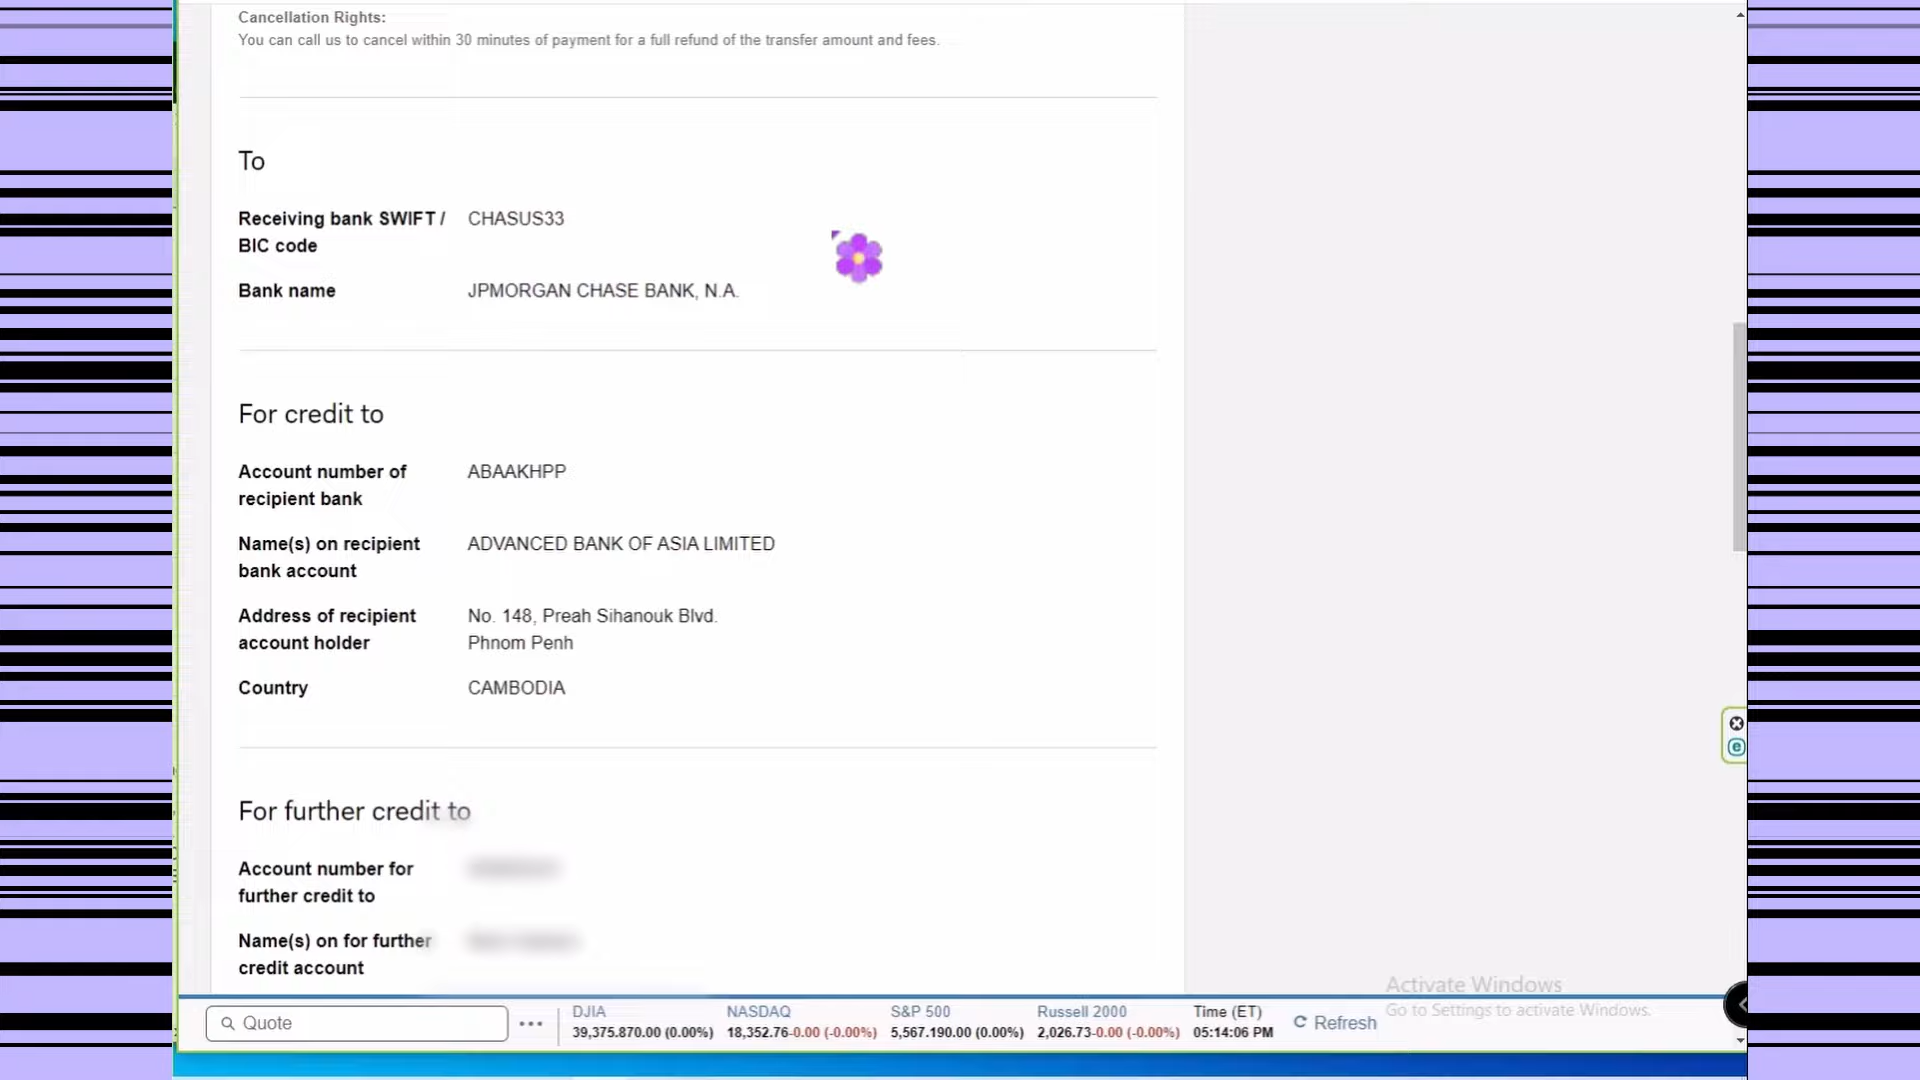 Cancellation Rights:
You can call us to cancel within 30 minutes of payment for a full refund of the transfer amount and fees.
To
Receiving bank SWIFT / CHASUS33
BIC code
Bank name JPMORGAN CHASE BANK, N.A.
For credit to
Account number of ABAAKHPP
recipient bank
Name(s) on recipient ADVANCED BANK OF ASIA LIMITED
bank account
Address of recipient No. 148, Preah Sihanouk Blvd.
account holder Phnom Penh
Country CAMBODIA
For further credit to
Account number for
further credit to
Name(s) on for further
credit account
Activate Windows
Go to Settings to activate Windows.
Quote
DJIA NASDAQ S&P 500 Russell 2000 Time (ET)
39,375.870.00 (0.00%) 18,352.76-0.00 (-0.00%) 5,567.190.00 (0.00%) 2,026.73-0.00 (-0.00%) 05:14:06 PM
Refresh